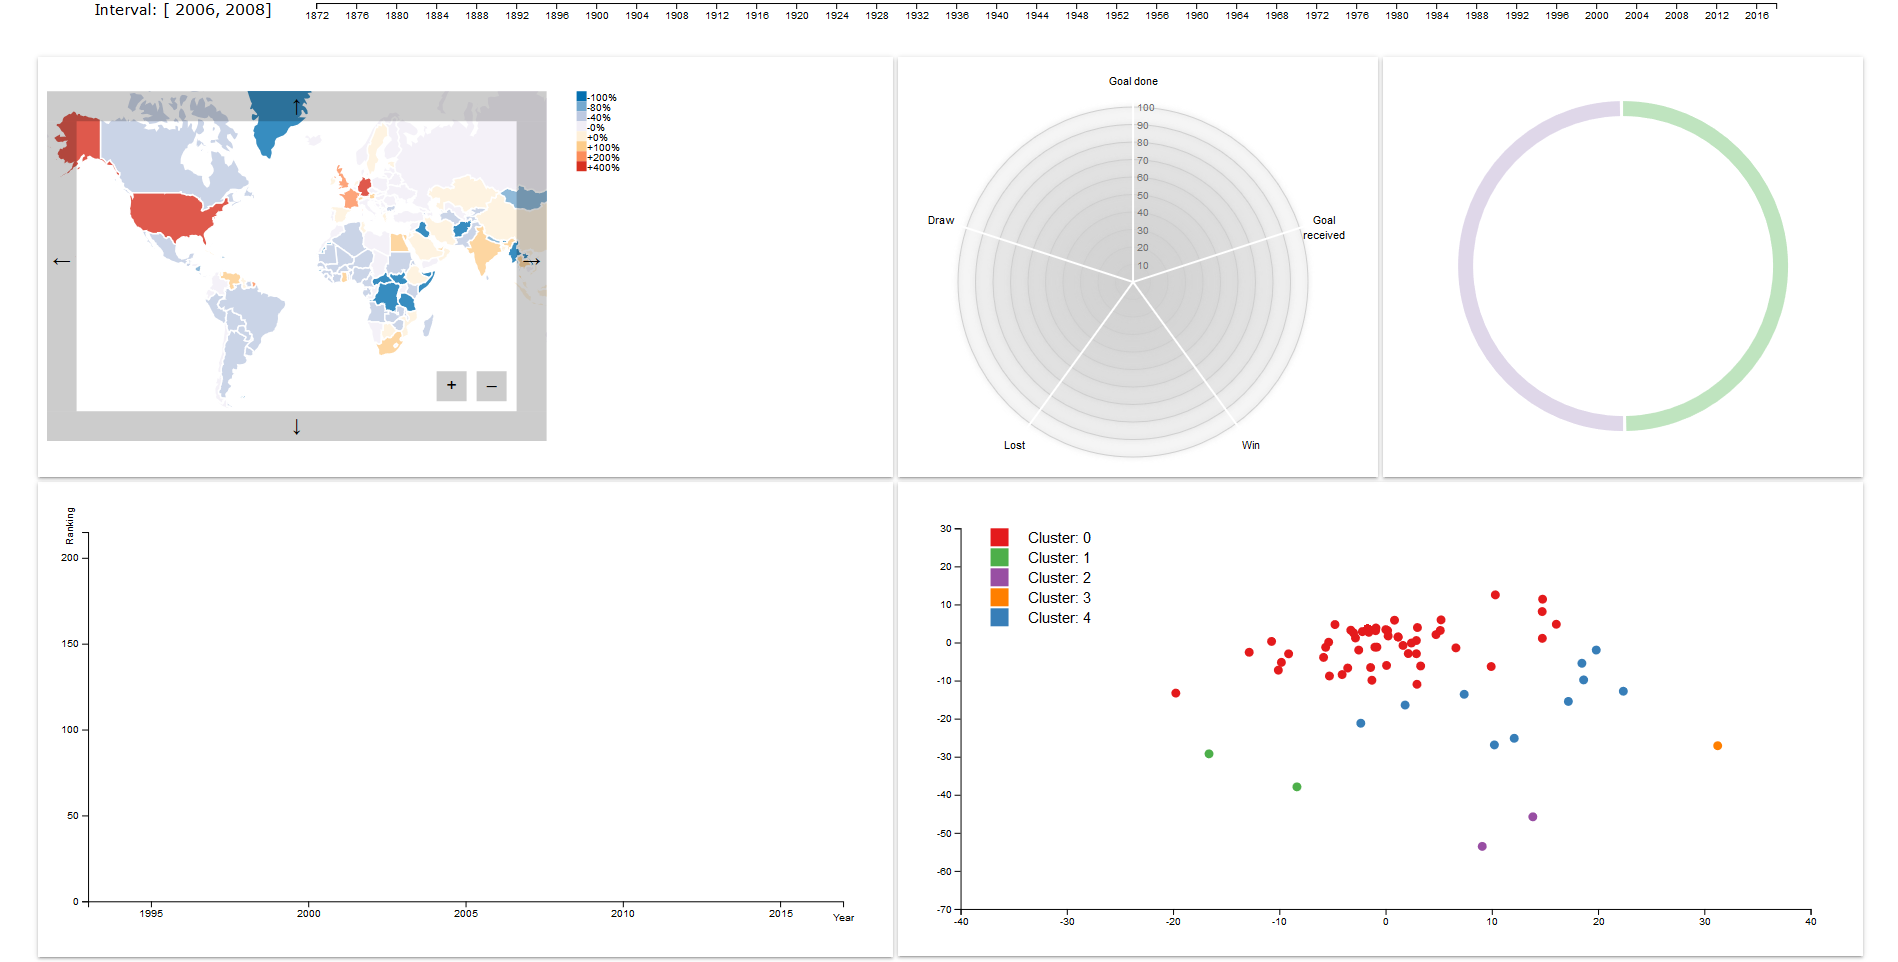 Interval: [ 2006, 2008]
1872 1876 1880 1884 1888 1892 1896 1900 1904 1908 1912 1916 1920 1924 1928 1932 1936 1940 1944 1948 1952 1956 1960 1964 1968 1972 1976 1980 1984 1988 1992 1996 2000 2004 2008 2012 2016
↑
←
→
↓
+
–
-100%
-80%
-40%
-0%
+0%
+100%
+200%
+400%
Goal done
100
90
80
70
60
50
40
30
20
10
Draw
Goal
received
Lost
Win
Ranking
200
150
100
50
0
1995 2000 2005 2010 2015
Year
30
20
10
0
-10
-20
-30
-40
-50
-60
-70
-40 -30 -20 -10 0 10 20 30 40
Cluster: 0
Cluster: 1
Cluster: 2
Cluster: 3
Cluster: 4